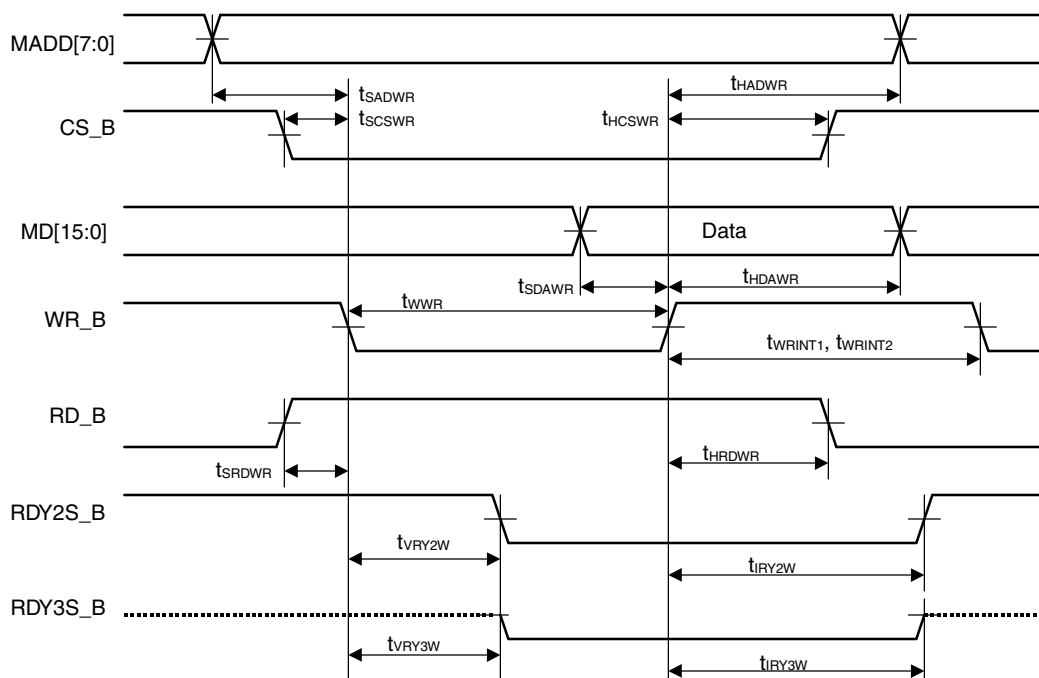 MADD[7:0]
tHADWR
tSADWR
tSCSWR
tHCSWR
CS_B
MD[15:0]
Data
tSDAWR
tHDAWR
tWWR
WR_B
tWRINT1, tWRINT2
RD_B
tSRDWR
tHRDWR
RDY2S_B
tVRY2W
tIRY2W
RDY3S_B
tVRY3W
tIRY3W